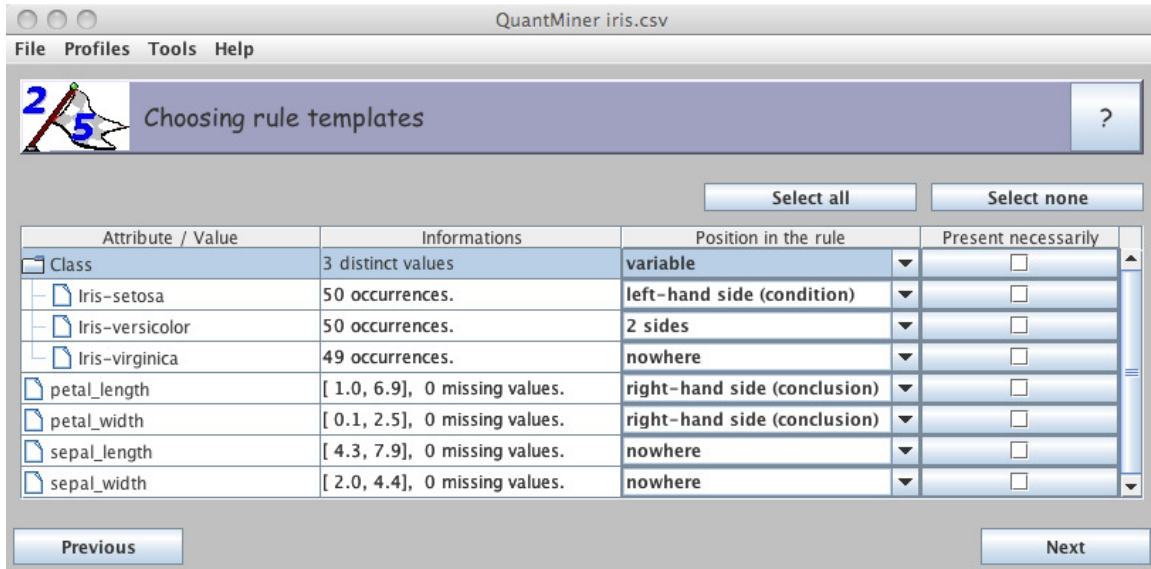 QuantMiner iris.csv
File Profiles Tools Help
2 5 Choosing rule templates ?
Select all Select none
Attribute / Value Informations Position in the rule Present necessarily
Class 3 distinct values variable
Iris-setosa 50 occurrences. left-hand side (condition)
Iris-versicolor 50 occurrences. 2 sides
Iris-virginica 49 occurrences. nowhere
petal_length [ 1.0, 6.9], 0 missing values. right-hand side (conclusion)
petal_width [ 0.1, 2.5], 0 missing values. right-hand side (conclusion)
sepal_length [ 4.3, 7.9], 0 missing values. nowhere
sepal_width [ 2.0, 4.4], 0 missing values. nowhere
Previous Next